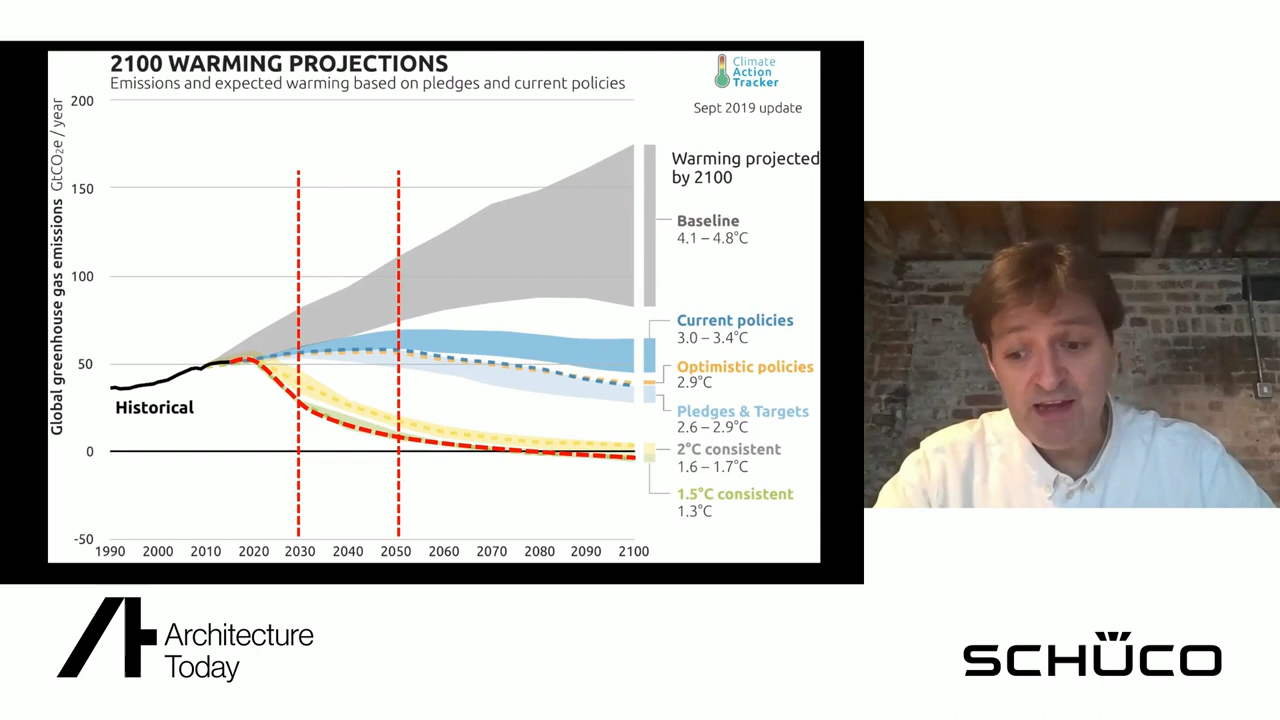 2100 WARMING PROJECTIONS
Emissions and expected warming based on pledges and current policies
Climate
Action
Tracker
Sept 2019 update
Global greenhouse gas emissions GtCO₂e / year
200
150
100
50
0
-50
Historical
Warming projected
by 2100
Baseline
4.1 – 4.8°C
Current policies
3.0 – 3.4°C
Optimistic policies
2.9°C
Pledges & Targets
2.6 – 2.9°C
2°C consistent
1.6 – 1.7°C
1.5°C consistent
1.3°C
1990 2000 2010 2020 2030 2040 2050 2060 2070 2080 2090 2100
Architecture
Today
SCHÜCO